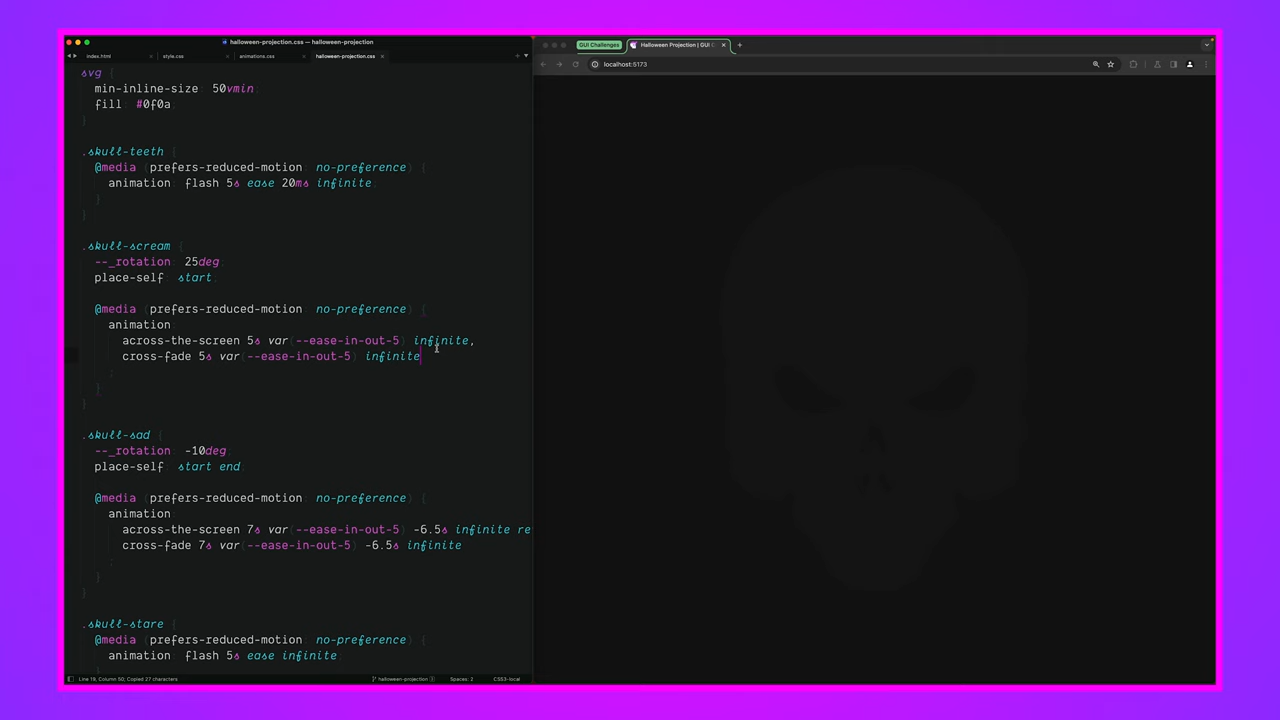 halloween-projection.css — halloween-projection
index.html
style.css
animations.css
halloween-projection.css
svg {
min-inline-size: 50vmin;
fill: #0f0a;
}
.skull-teeth {
@media (prefers-reduced-motion: no-preference) {
animation: flash 5s ease 20ms infinite;
}
}
.skull-scream {
--_rotation: 25deg;
place-self: start;
@media (prefers-reduced-motion: no-preference) {
animation:
across-the-screen 5s var(--ease-in-out-5) infinite,
cross-fade 5s var(--ease-in-out-5) infinite
;
}
}
.skull-sad {
--_rotation: -10deg;
place-self: start end;
@media (prefers-reduced-motion: no-preference) {
animation:
across-the-screen 7s var(--ease-in-out-5) -6.5s infinite re
cross-fade 7s var(--ease-in-out-5) -6.5s infinite
;
}
}
.skull-stare {
@media (prefers-reduced-motion: no-preference) {
animation: flash 5s ease infinite;
Line 19, Column 50; Copied 27 characters
halloween-projection
Spaces: 2
CSS3-local
GUI Challenges
Halloween Projection | GUI C
localhost:5173